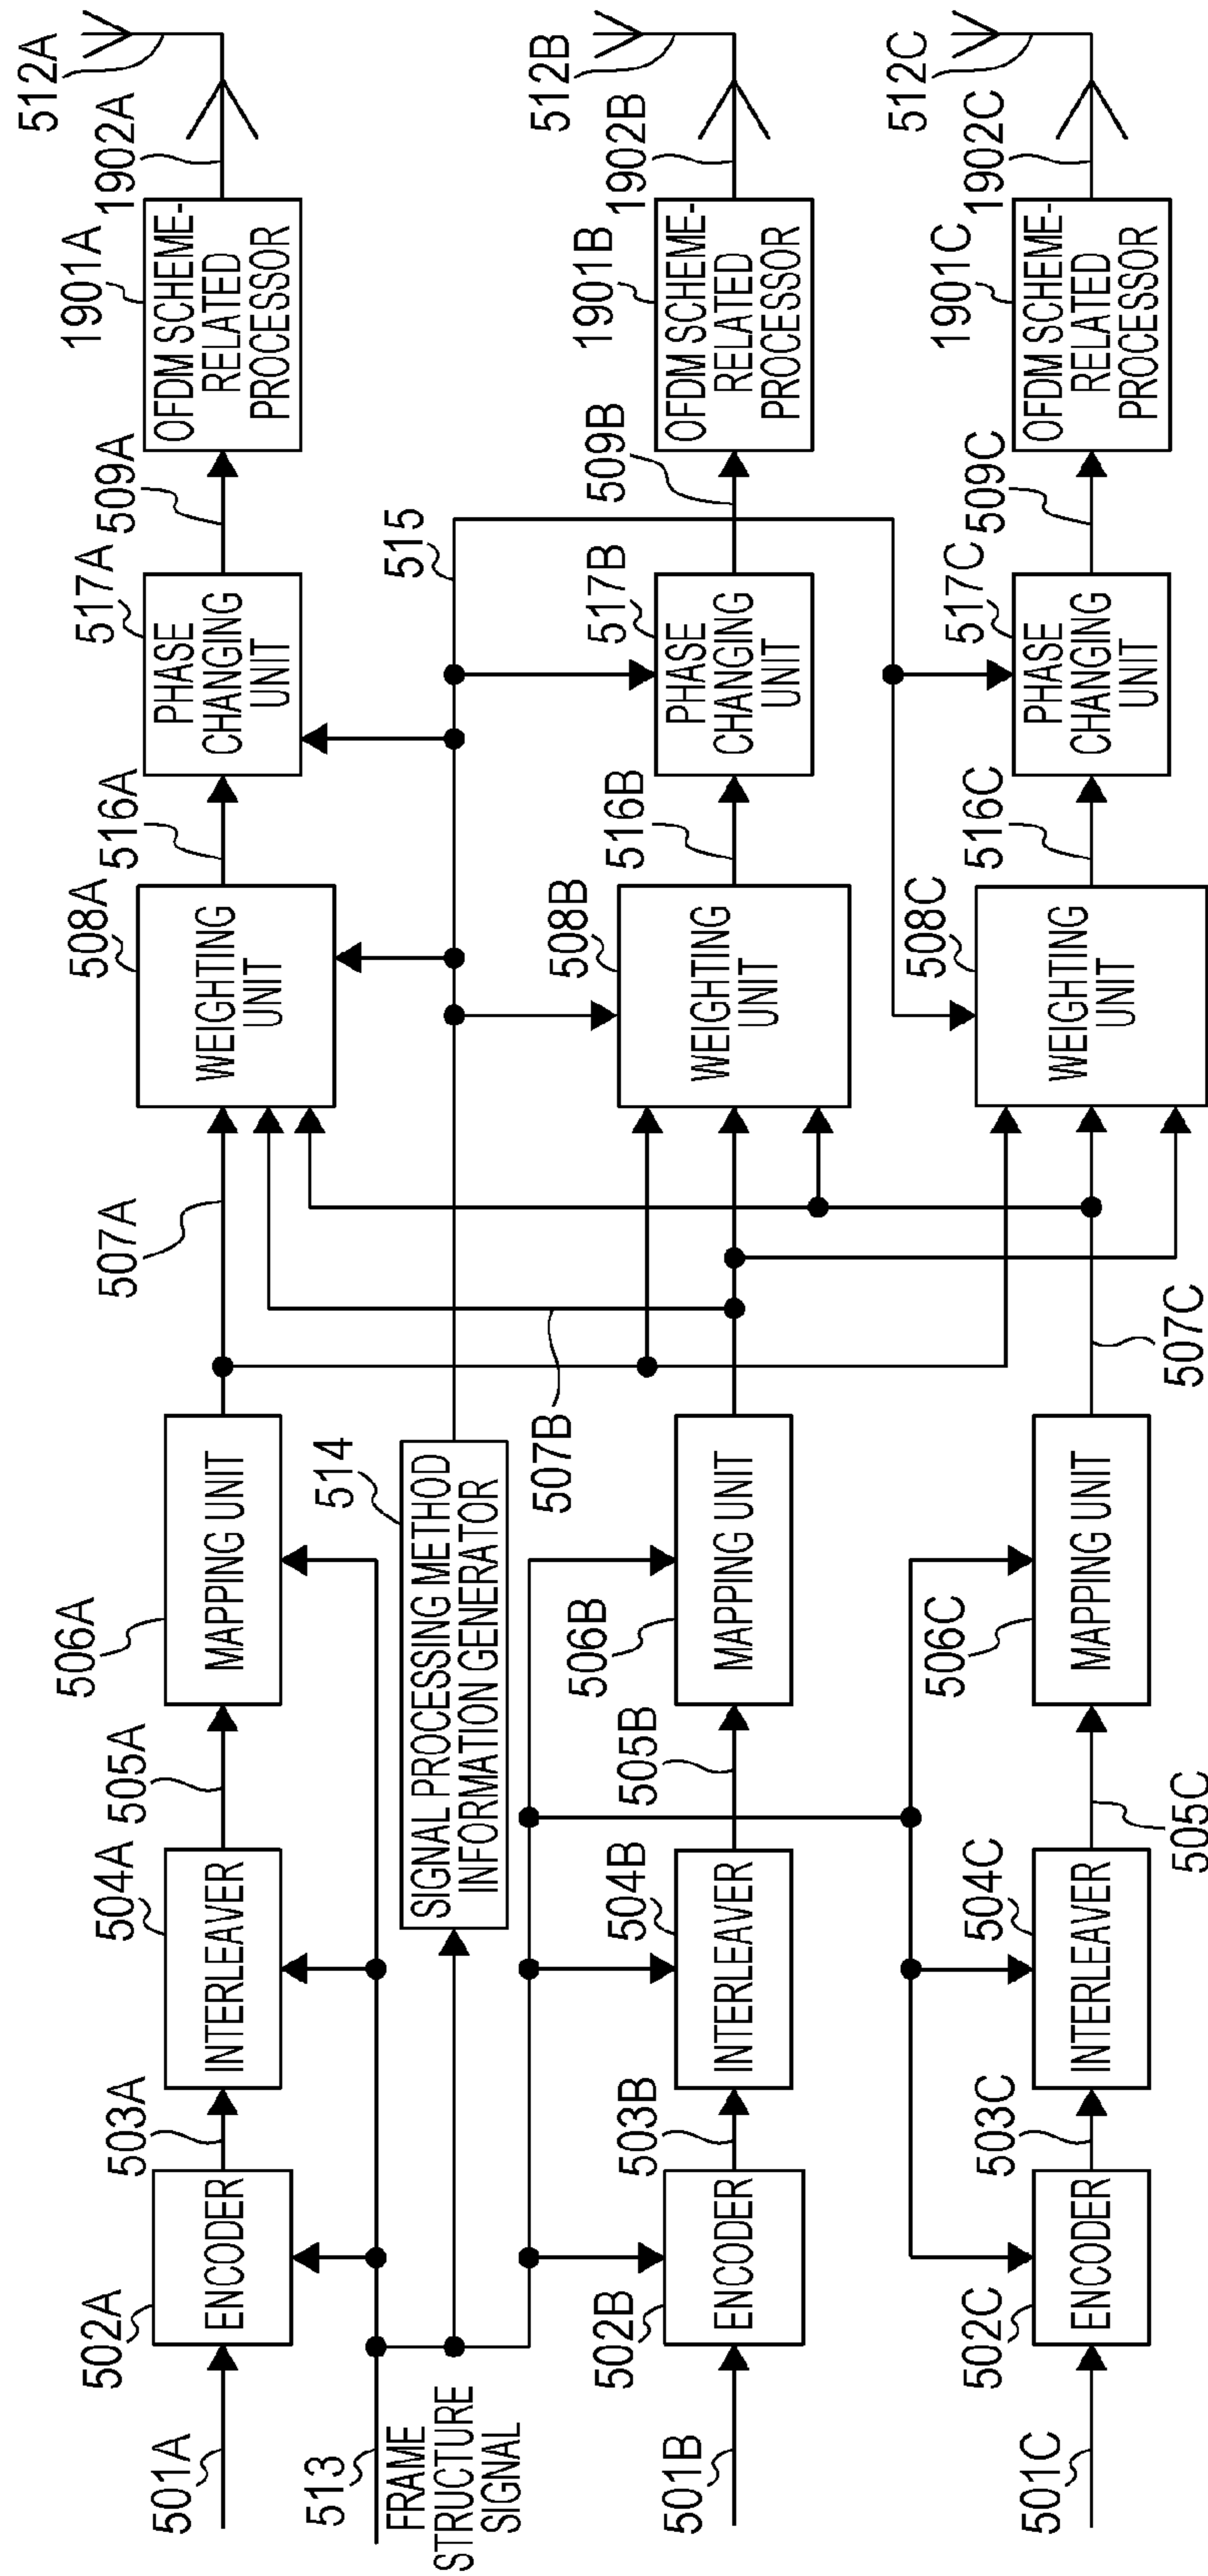 501A
502A
ENCODER
503A
504A
INTERLEAVER
505A
506A
MAPPING UNIT
507A
508A
WEIGHTING
UNIT
516A
517A
PHASE
CHANGING
UNIT
509A
1901A
OFDM SCHEME-
RELATED
PROCESSOR
1902A
512A
513
FRAME
STRUCTURE
SIGNAL
514
SIGNAL PROCESSING METHOD
INFORMATION GENERATOR
515
501B
502B
ENCODER
503B
504B
INTERLEAVER
505B
506B
MAPPING UNIT
507B
508B
WEIGHTING
UNIT
516B
517B
PHASE
CHANGING
UNIT
509B
1901B
OFDM SCHEME-
RELATED
PROCESSOR
1902B
512B
501C
502C
ENCODER
503C
504C
INTERLEAVER
505C
506C
MAPPING UNIT
507C
508C
WEIGHTING
UNIT
516C
517C
PHASE
CHANGING
UNIT
509C
1901C
OFDM SCHEME-
RELATED
PROCESSOR
1902C
512C